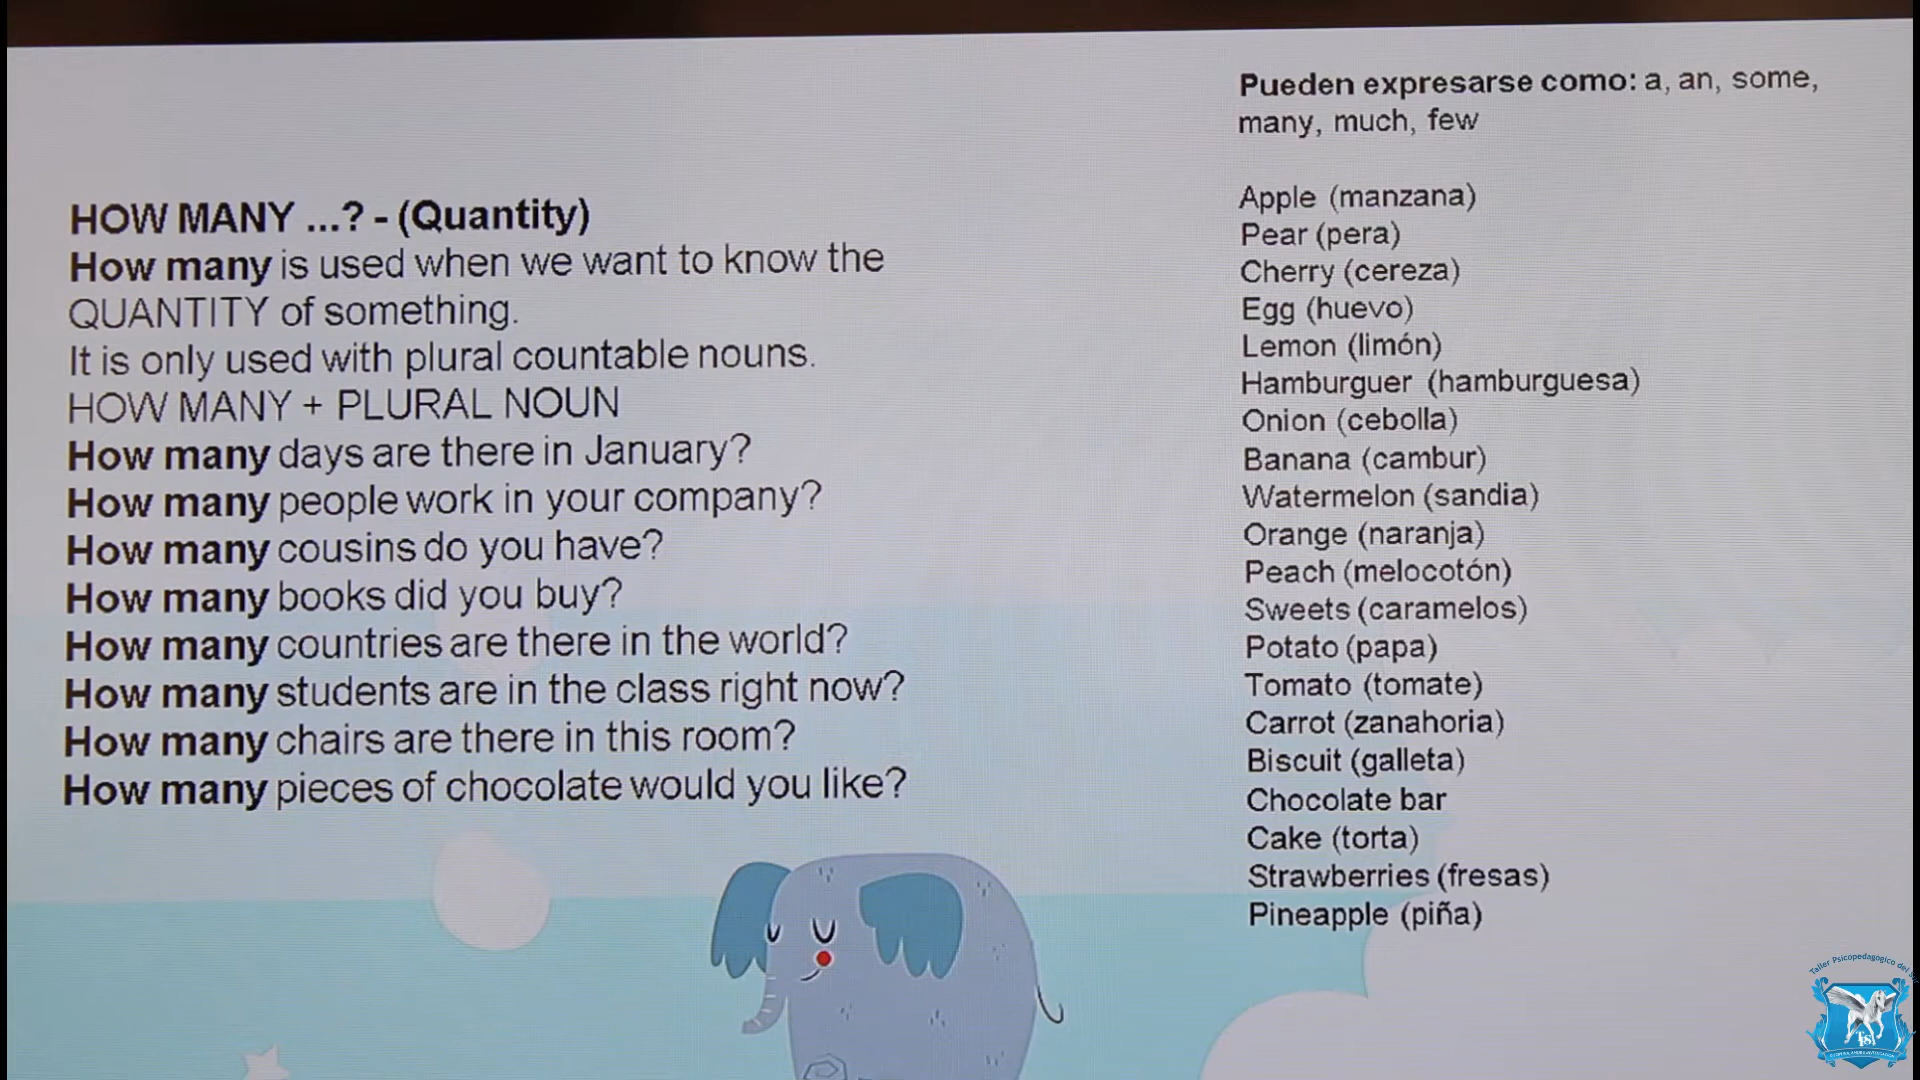 HOW MANY ...? - (Quantity)
How many is used when we want to know the
QUANTITY of something.
It is only used with plural countable nouns.
HOW MANY + PLURAL NOUN
How many days are there in January?
How many people work in your company?
How many cousins do you have?
How many books did you buy?
How many countries are there in the world?
How many students are in the class right now?
How many chairs are there in this room?
How many pieces of chocolate would you like?
Pueden expresarse como: a, an, some,
many, much, few
Apple (manzana)
Pear (pera)
Cherry (cereza)
Egg (huevo)
Lemon (limón)
Hamburguer (hamburguesa)
Onion (cebolla)
Banana (cambur)
Watermelon (sandia)
Orange (naranja)
Peach (melocotón)
Sweets (caramelos)
Potato (papa)
Tomato (tomate)
Carrot (zanahoria)
Biscuit (galleta)
Chocolate bar
Cake (torta)
Strawberries (fresas)
Pineapple (piña)
Taller Psicopedagogico del